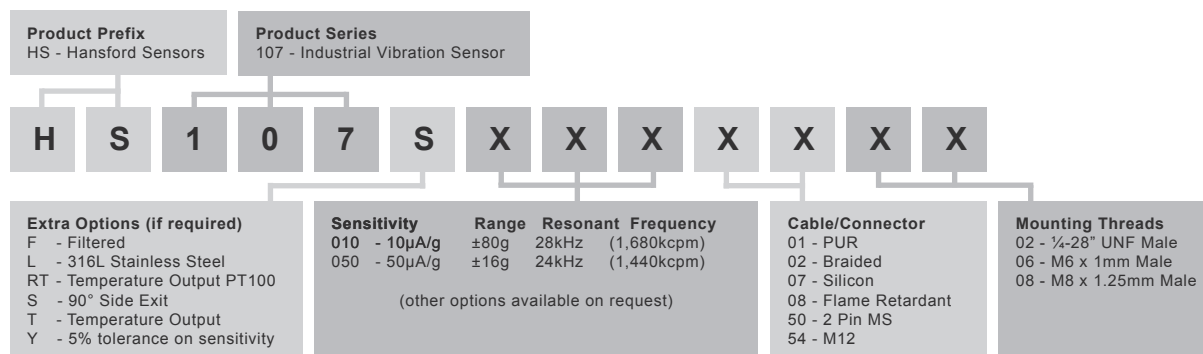 Product Prefix
HS - Hansford Sensors
Product Series
107 - Industrial Vibration Sensor
H S 1 0 7 S X X X X X X X
Extra Options (if required)
F - Filtered
L - 316L Stainless Steel
RT - Temperature Output PT100
S - 90° Side Exit
T - Temperature Output
Y - 5% tolerance on sensitivity
Sensitivity Range Resonant Frequency
010 - 10µA/g ±80g 28kHz (1,680kcpm)
050 - 50µA/g ±16g 24kHz (1,440kcpm)
(other options available on request)
Cable/Connector
01 - PUR
02 - Braided
07 - Silicon
08 - Flame Retardant
50 - 2 Pin MS
54 - M12
Mounting Threads
02 - ¼-28” UNF Male
06 - M6 x 1mm Male
08 - M8 x 1.25mm Male